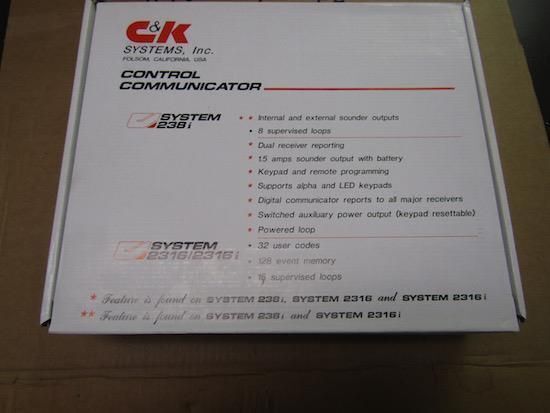 C&K
SYSTEMS, Inc.
FOLSOM, CALIFORNIA, USA
CONTROL
COMMUNICATOR
SYSTEM
238i
* * Internal and external sounder outputs
• 8 supervised loops
* Dual receiver reporting
* 1.5 amps sounder output with battery
* Keypad and remote programming
* Supports alpha and LED keypads
* Digital communicator reports to all major receivers
* Switched auxiluary power output (keypad resettable)
* Powered loop
SYSTEM
2316/2316i
• 32 user codes
• 128 event memory
• 16 supervised loops
* Feature is found on SYSTEM 238i, SYSTEM 2316 and SYSTEM 2316i
** Feature is found on SYSTEM 238i and SYSTEM 2316i